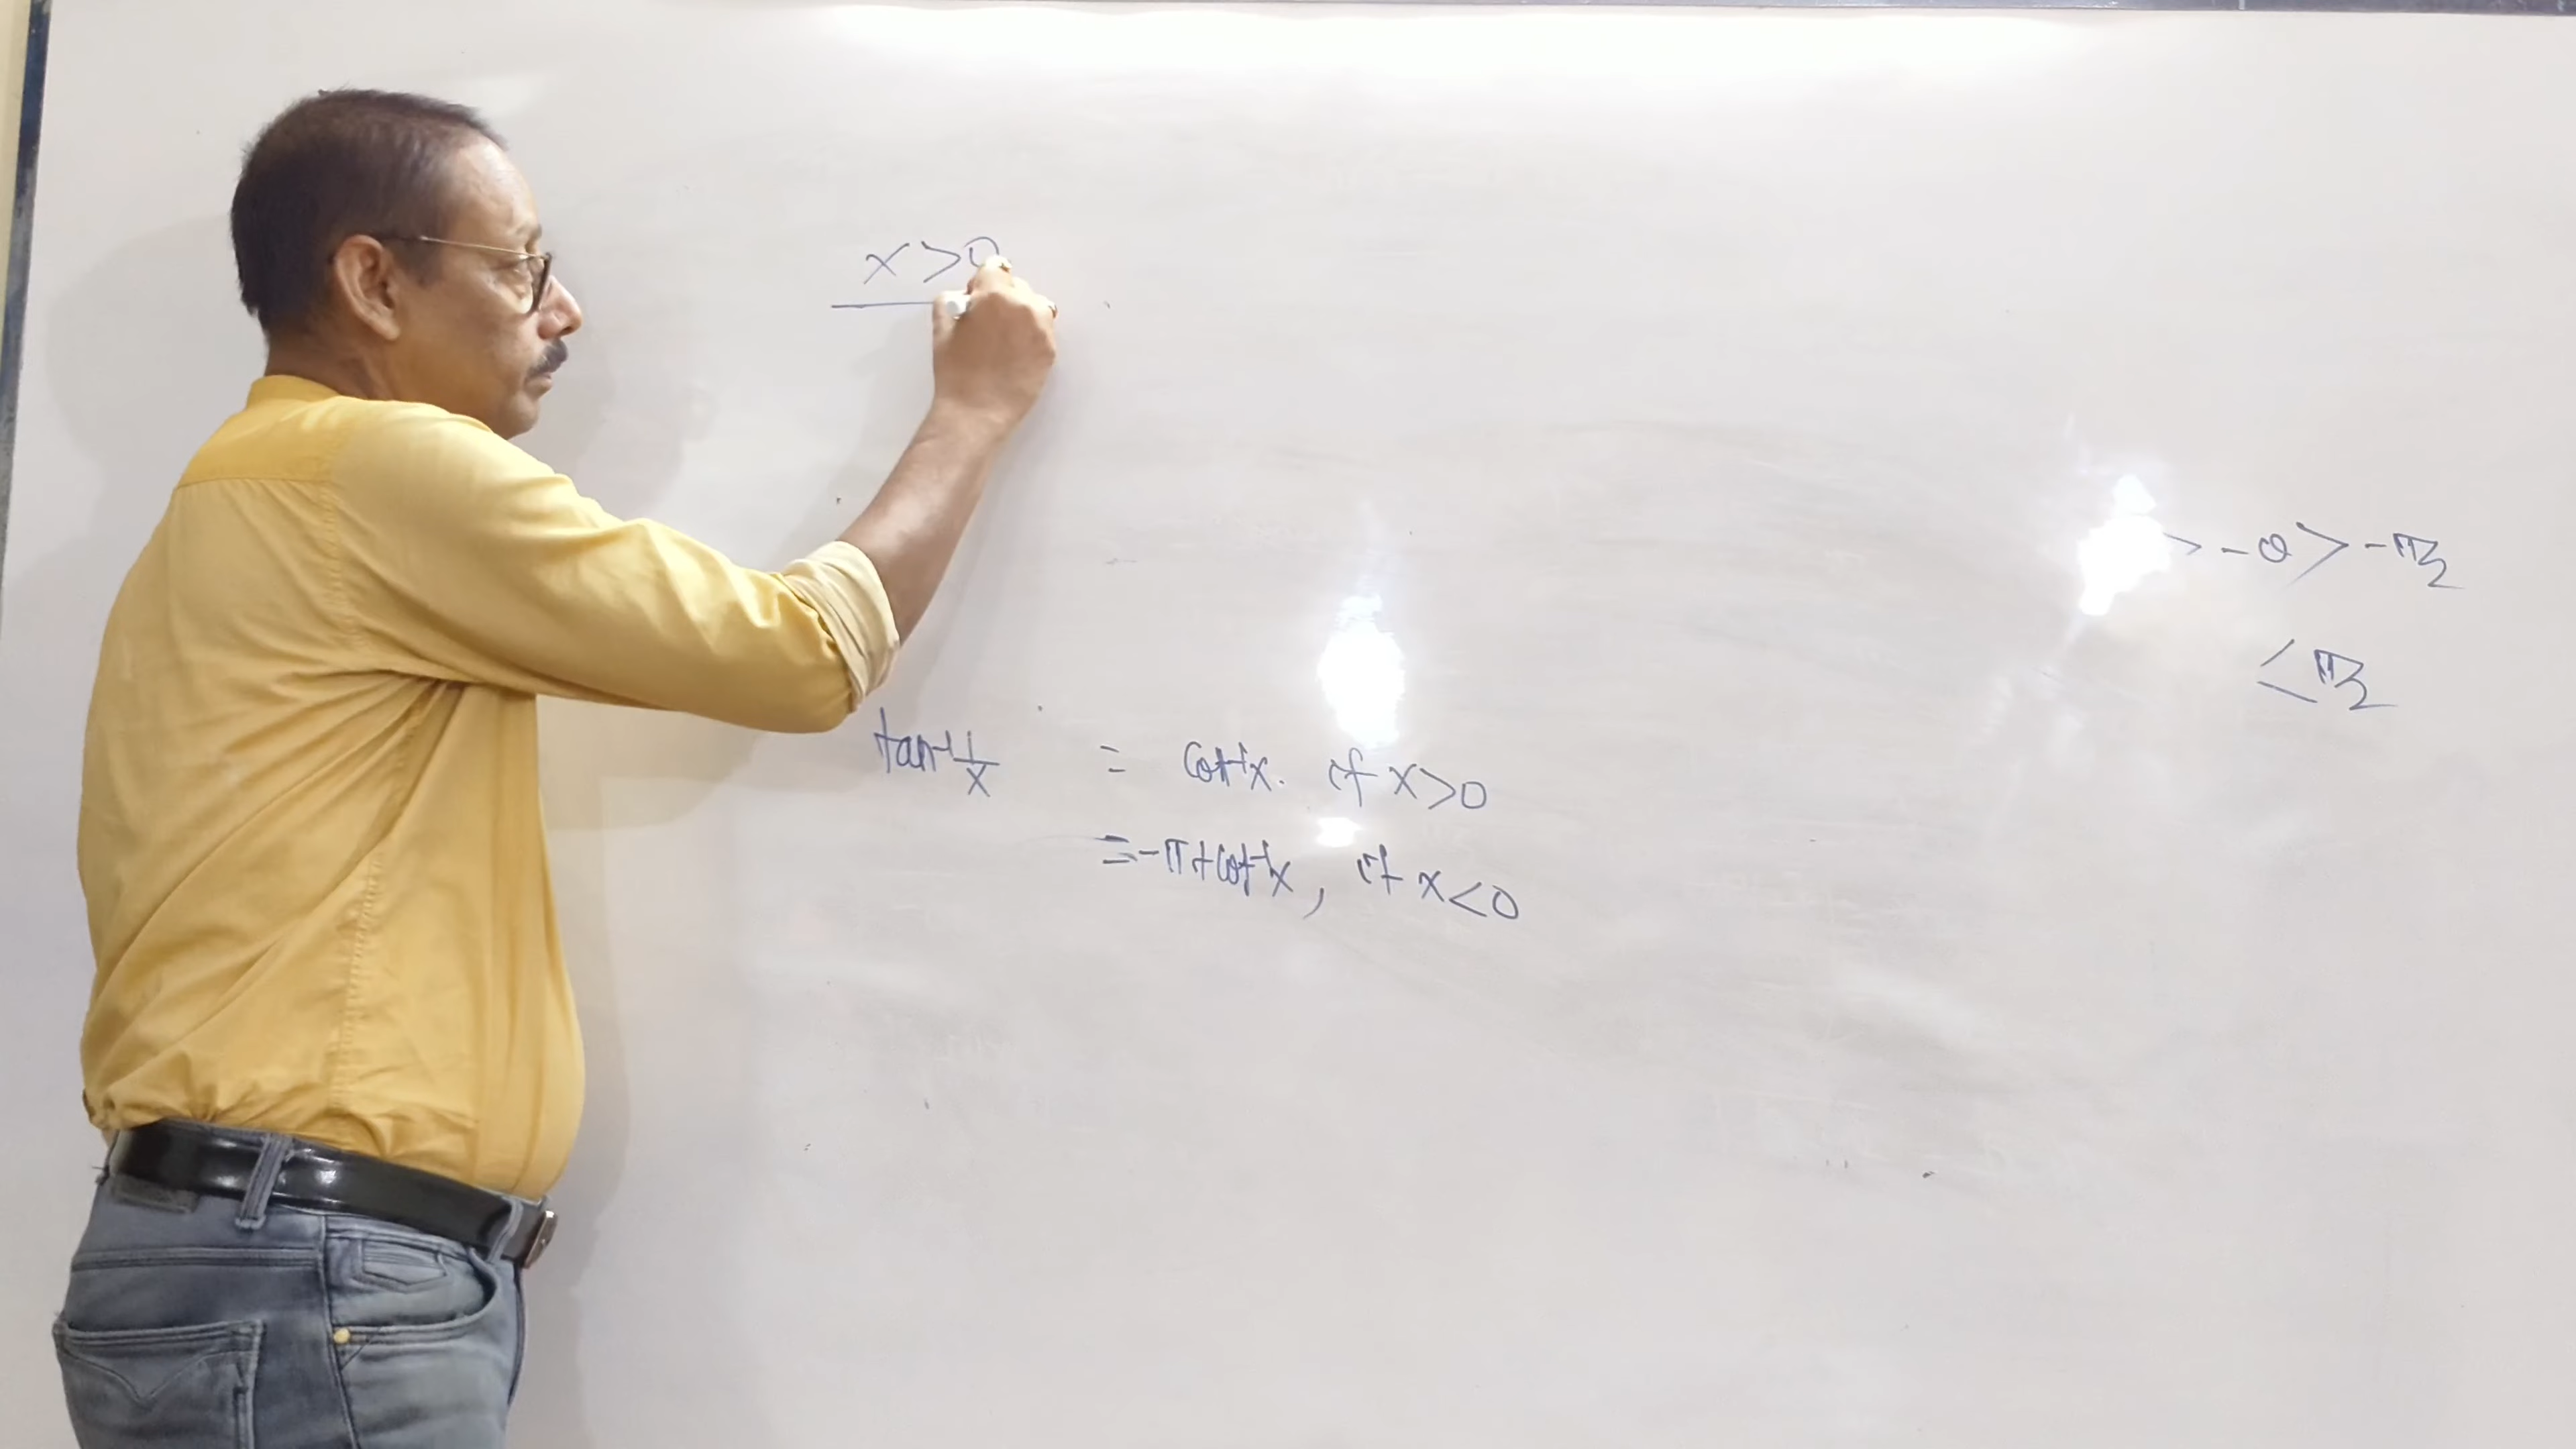 x>0
> -θ > -π/2
< π/2
tan⁻¹ 1/x = cot⁻¹x. if x>0
= -π+cot⁻¹x, if x<0